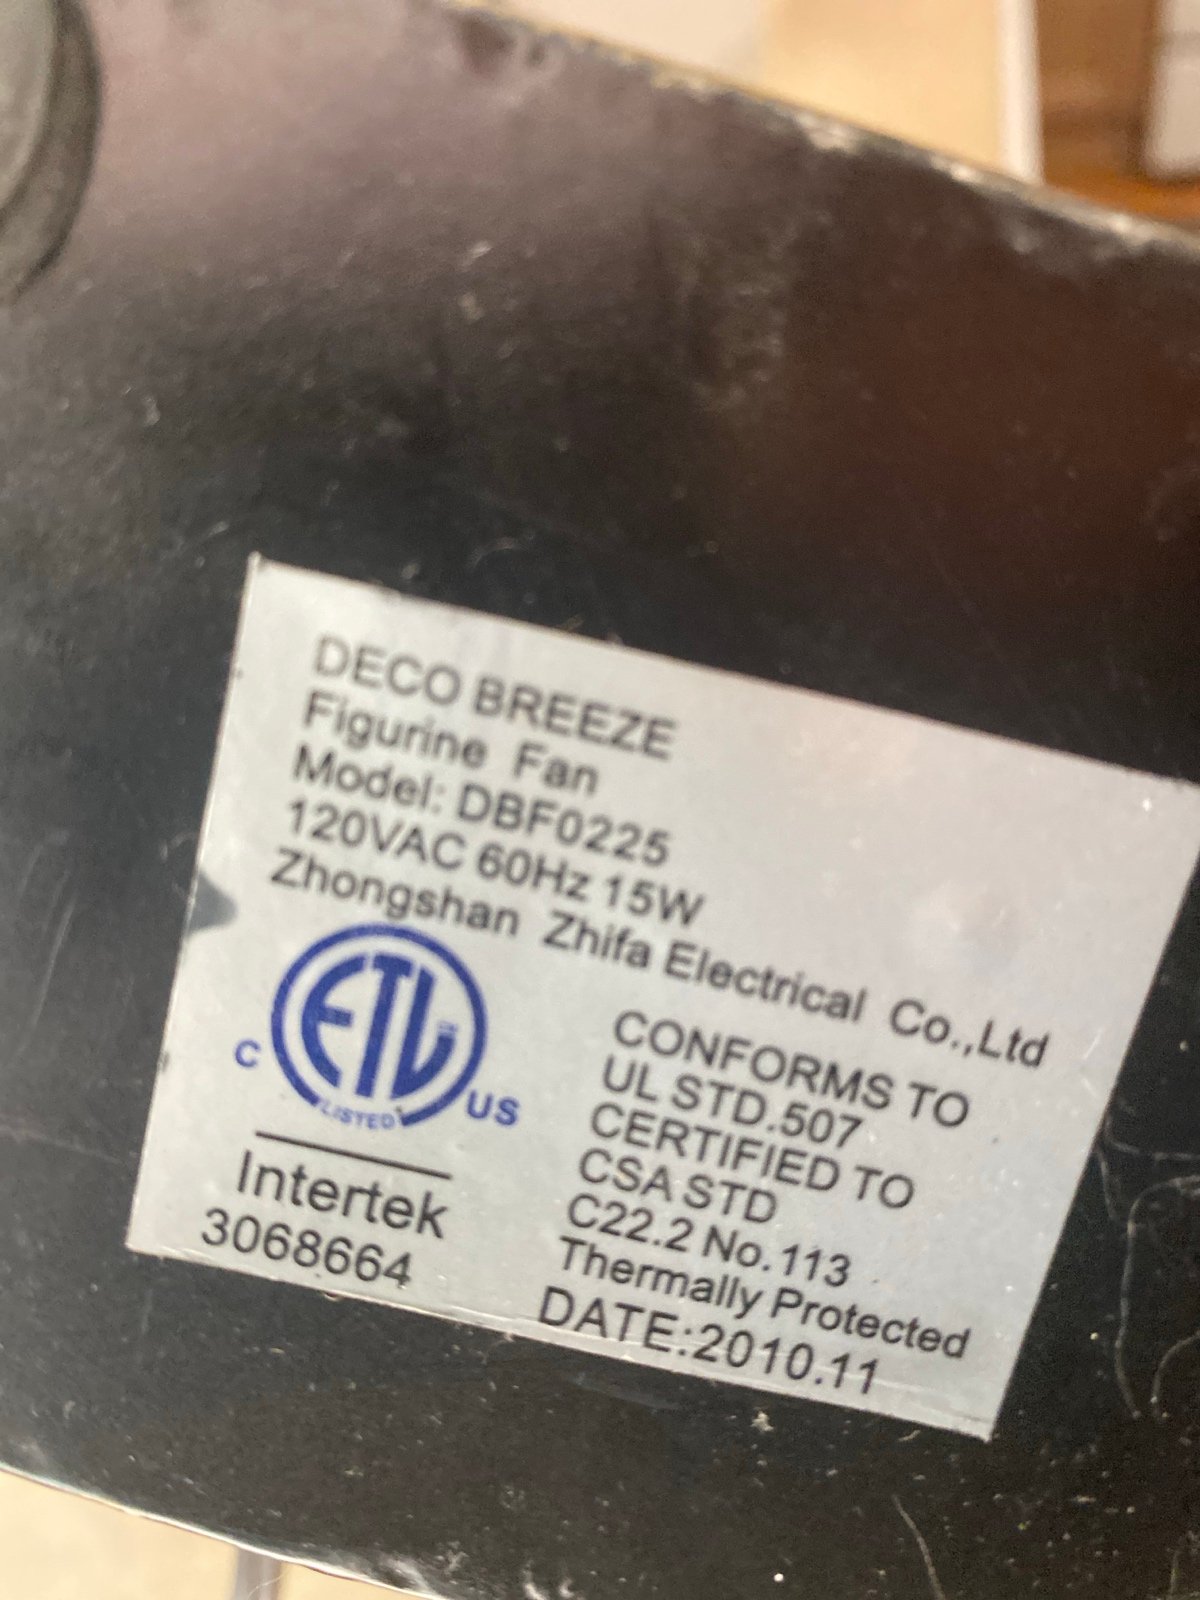 DECO BREEZE
Figurine Fan
Model: DBF0225
120VAC 60Hz 15W
Zhongshan Zhifa Electrical Co.,Ltd
C ETL US
LISTED
Intertek
3068664
CONFORMS TO
UL STD.507
CERTIFIED TO
CSA STD
C22.2 No.113
Thermally Protected
DATE:2010.11